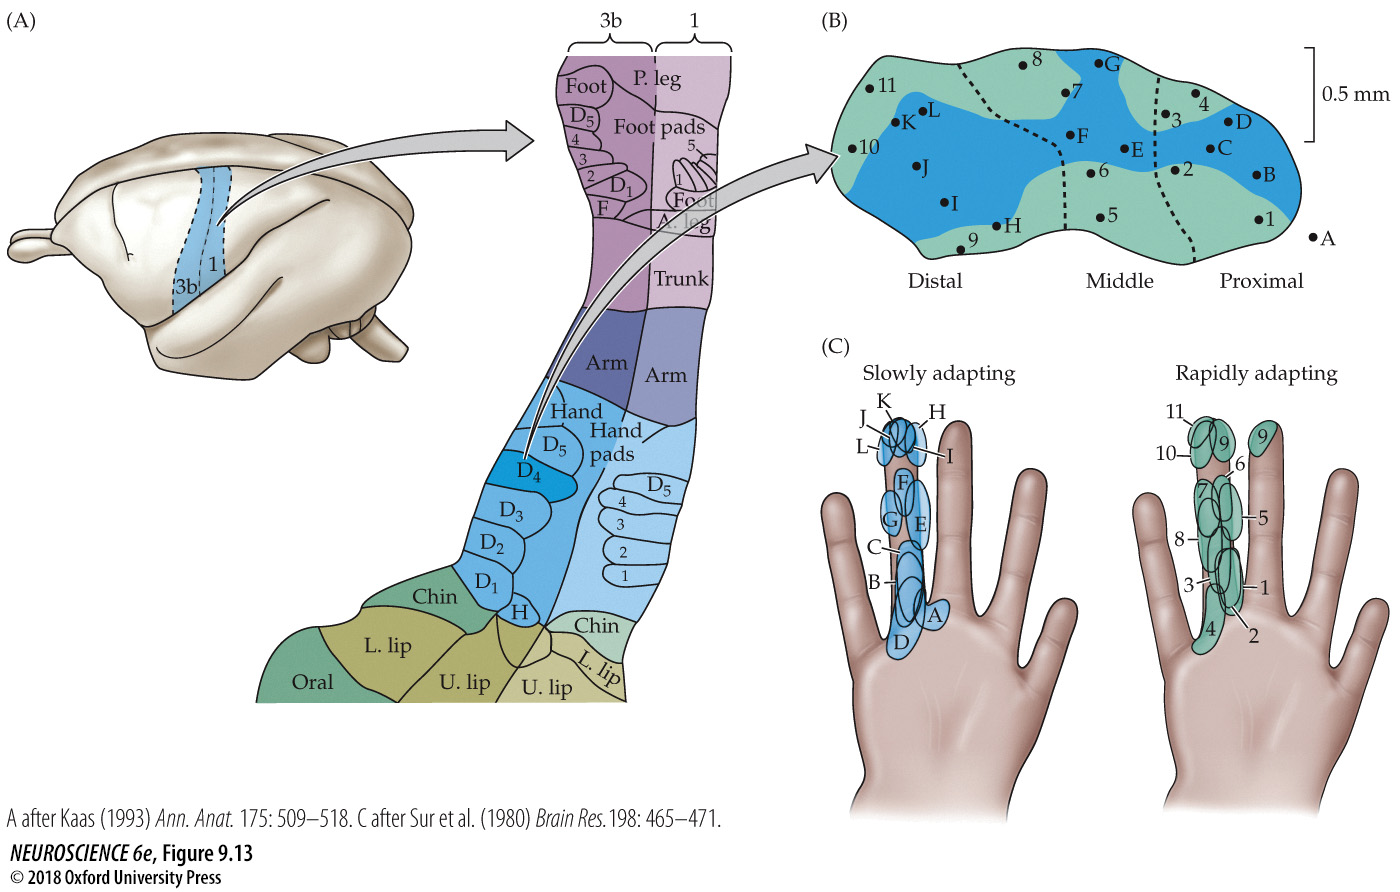 (A)
3b
1
Foot
P. leg
D5
4
3
2
D1
F
Foot pads
5
1
Foot
A. leg
Trunk
Arm
Arm
Hand
Hand
pads
D5
D4
D3
D2
D1
H
D5
4
3
2
1
Chin
L. lip
Oral
U. lip
U. lip
Chin
L. lip
3b
1
(B)
8
G
11
7
4
L
3
D
K
F
10
E
C
J
6
2
B
I
H
5
1
9
A
0.5 mm
Distal
Middle
Proximal
(C)
Slowly adapting
K
H
J
L
I
F
G
E
C
B
A
D
Rapidly adapting
11
9
9
10
6
7
5
8
3
1
4
2
A after Kaas (1993) Ann. Anat. 175: 509–518. C after Sur et al. (1980) Brain Res. 198: 465–471.
NEUROSCIENCE 6e, Figure 9.13
© 2018 Oxford University Press